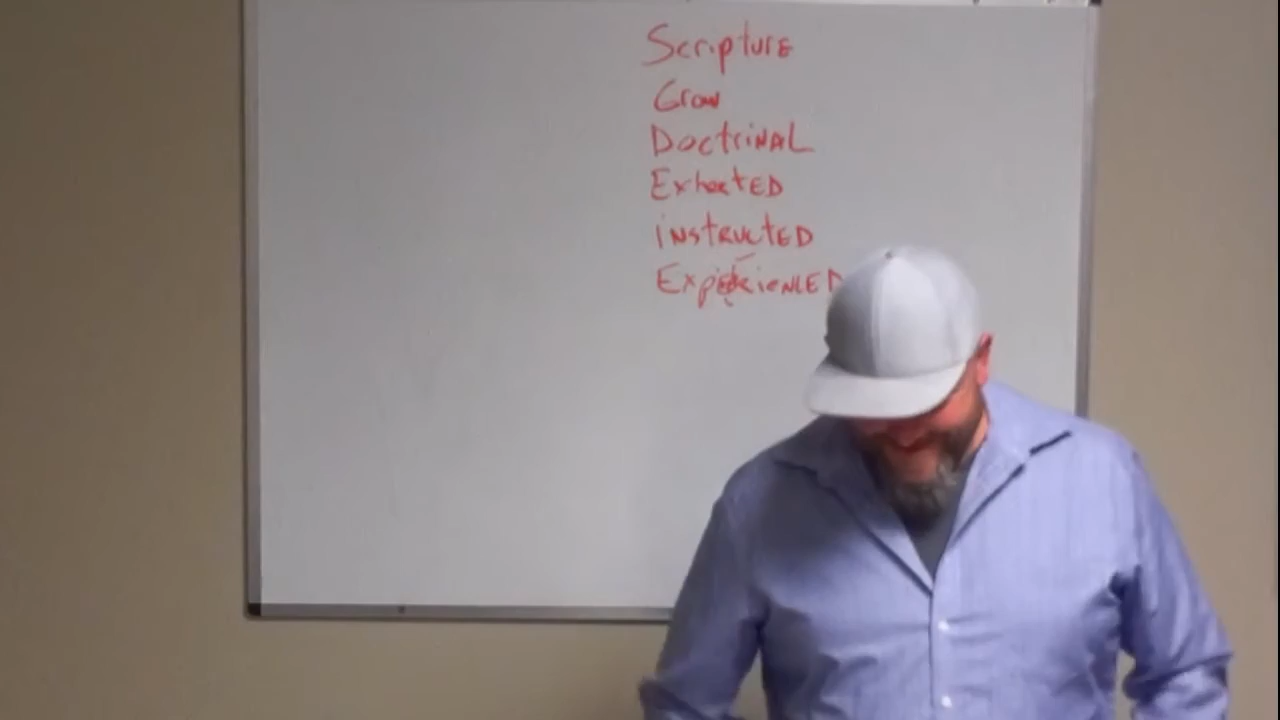 Scripture
Grow
DoctriNAL
ExhortED
iNstructED
ExperieNCED